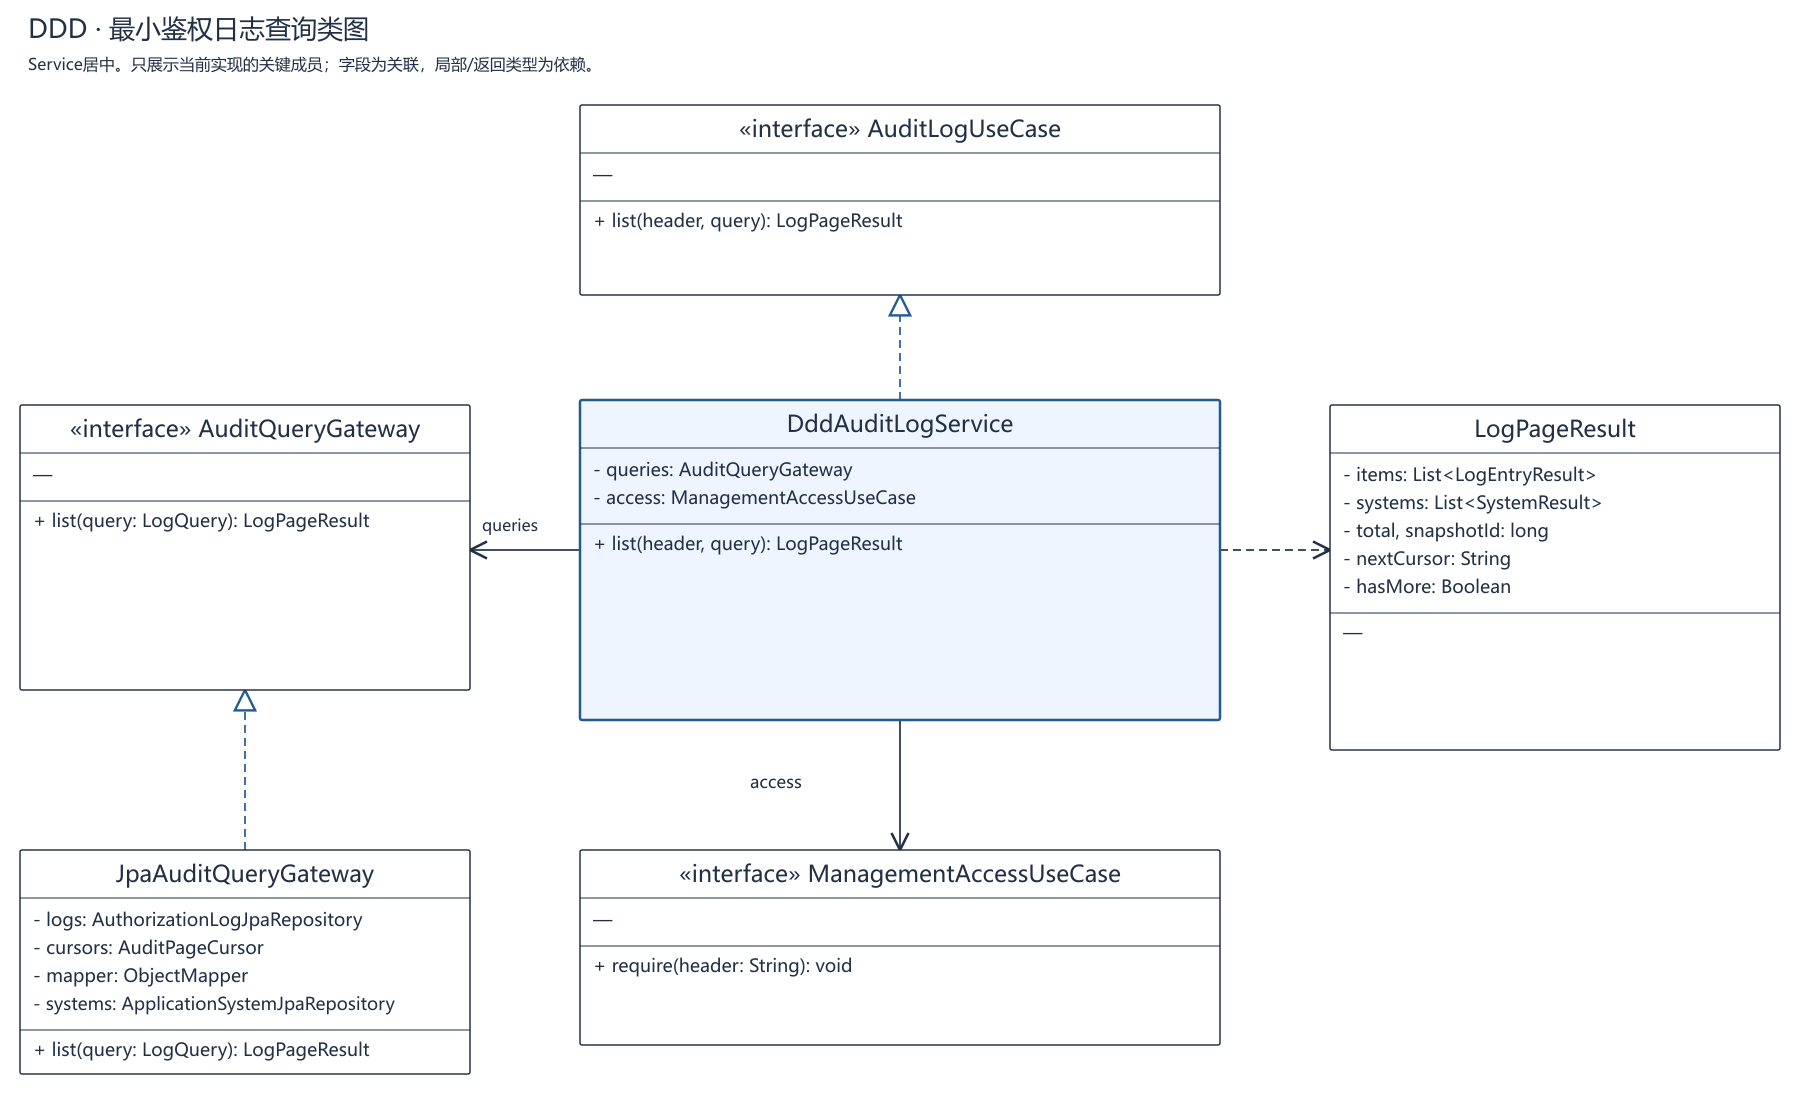 DDD · 最小鉴权日志查询类图
Service居中。只展示当前实现的关键成员；字段为关联，局部/返回类型为依赖。
«interface» AuditLogUseCase
—
+ list(header, query): LogPageResult
«interface» AuditQueryGateway
—
+ list(query: LogQuery): LogPageResult
queries
DddAuditLogService
- queries: AuditQueryGateway
- access: ManagementAccessUseCase
+ list(header, query): LogPageResult
LogPageResult
- items: List<LogEntryResult>
- systems: List<SystemResult>
- total, snapshotId: long
- nextCursor: String
- hasMore: Boolean
—
access
JpaAuditQueryGateway
- logs: AuthorizationLogJpaRepository
- cursors: AuditPageCursor
- mapper: ObjectMapper
- systems: ApplicationSystemJpaRepository
+ list(query: LogQuery): LogPageResult
«interface» ManagementAccessUseCase
—
+ require(header: String): void